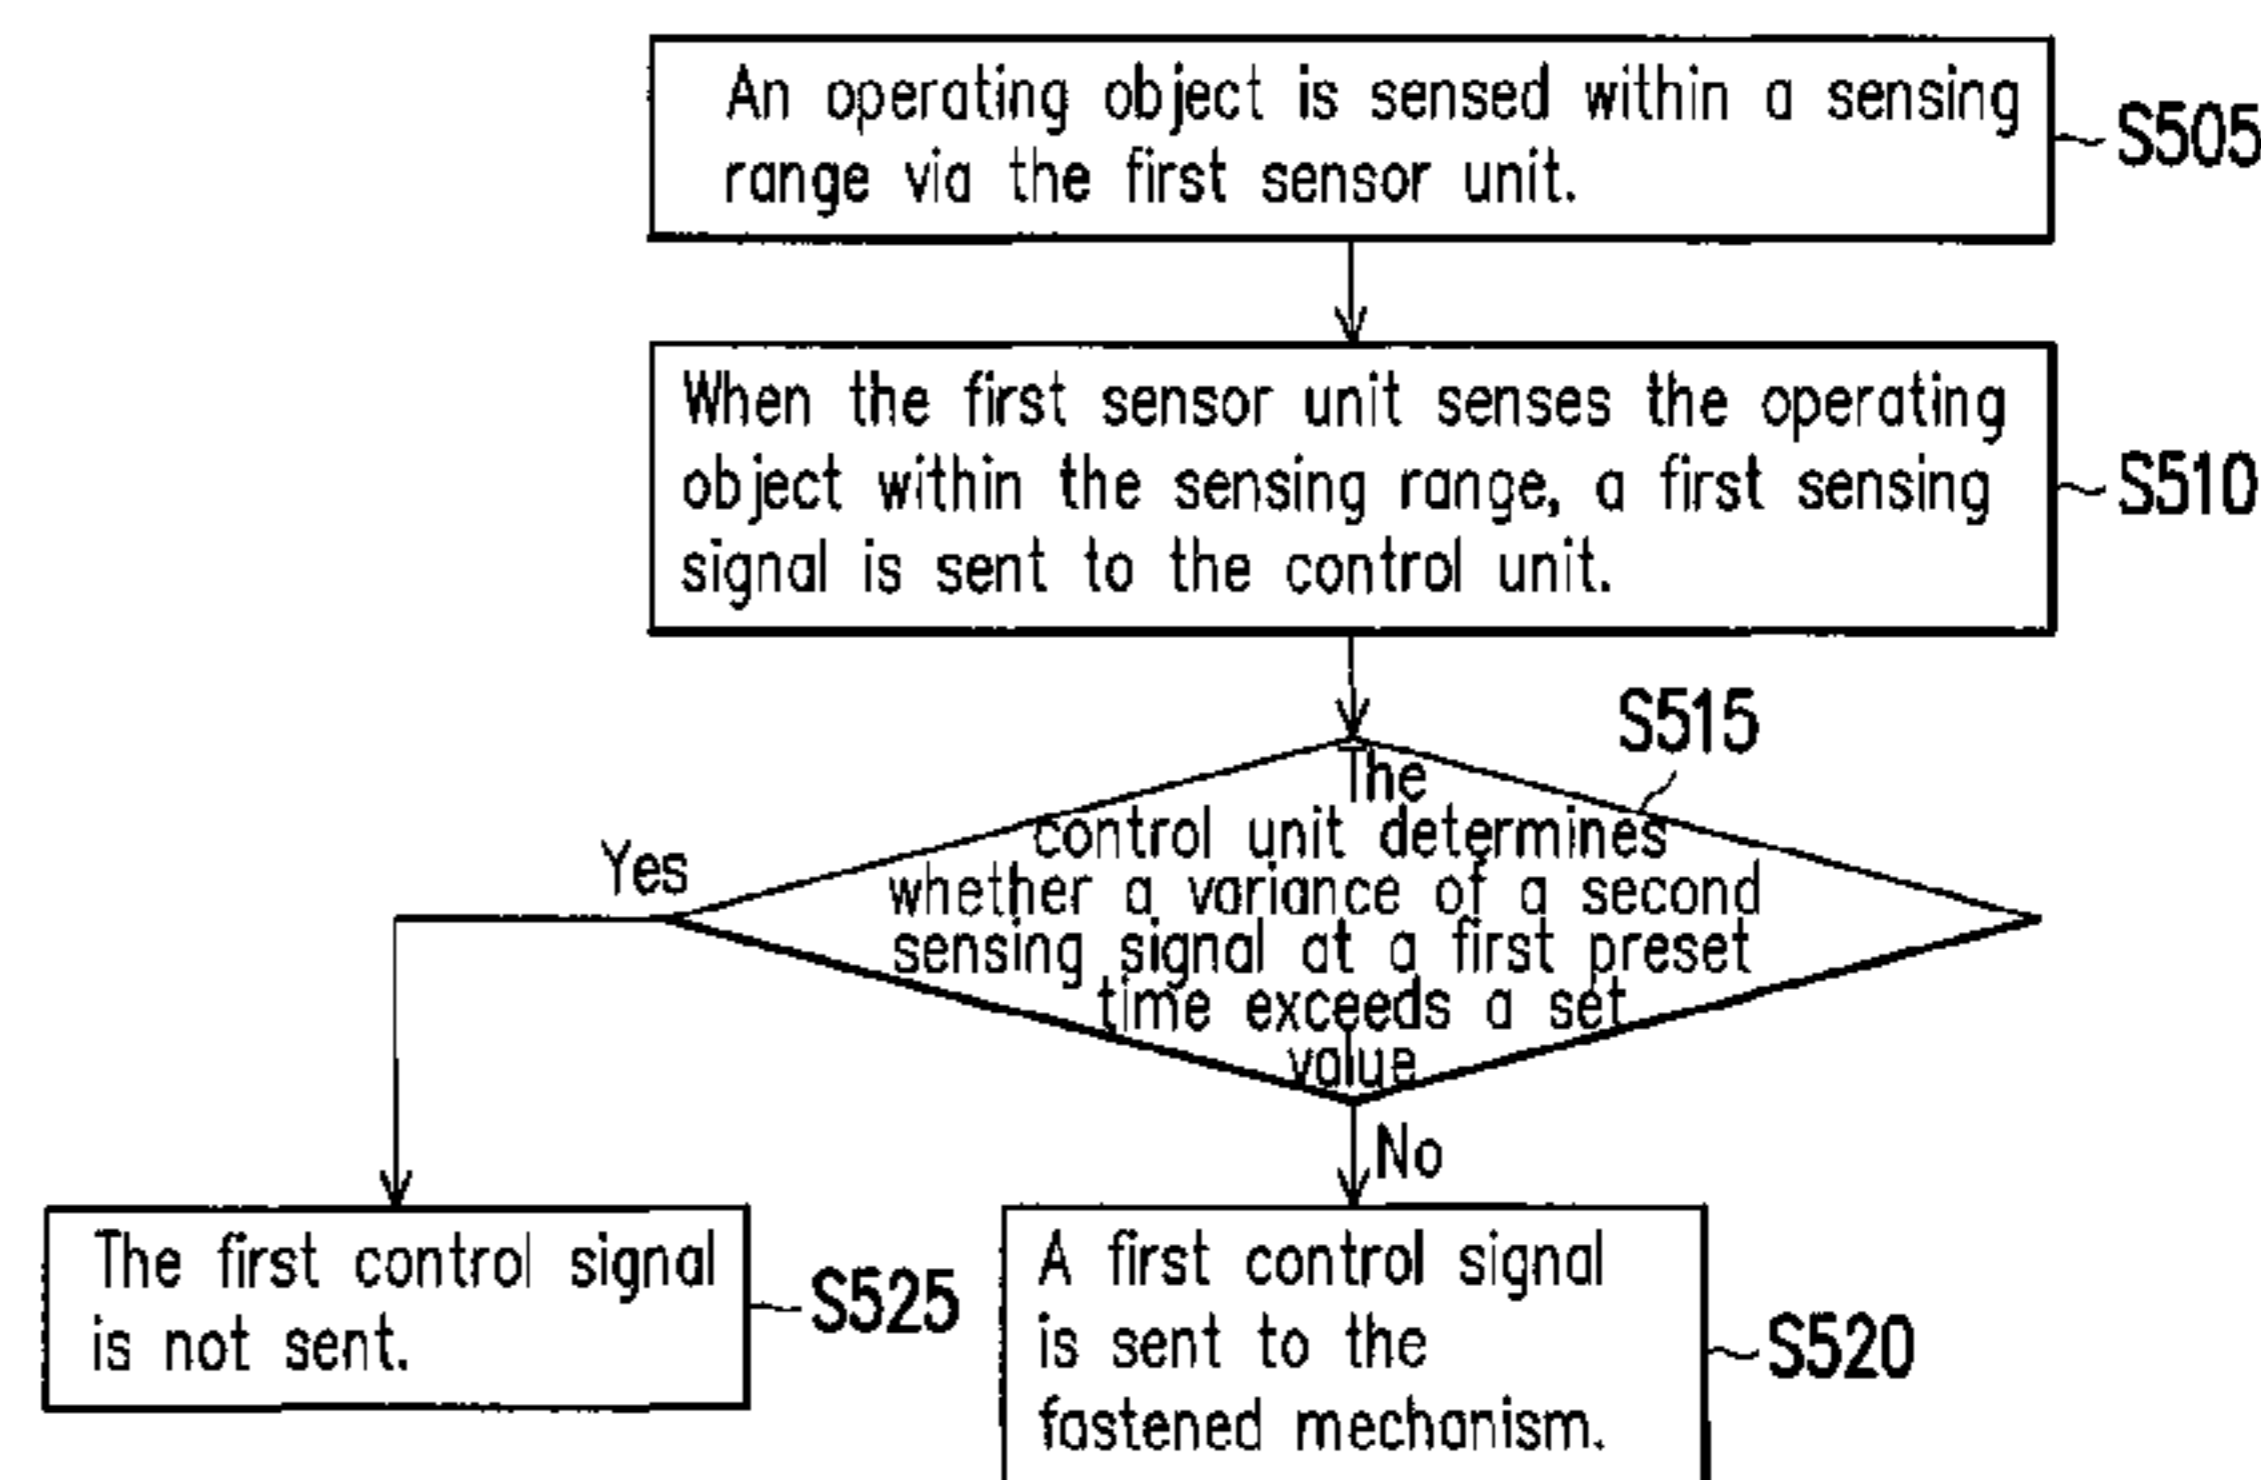 An operating object is sensed within a sensing
range via the first sensor unit.
S505
When the first sensor unit senses the operating
object within the sensing range, a first sensing
signal is sent to the control unit.
S510
S515
The
control unit determines
whether a variance of a second
sensing signal at a first preset
time exceeds a set
value
Yes
No
The first control signal
is not sent.
S525
A first control signal
is sent to the
fastened mechanism.
S520